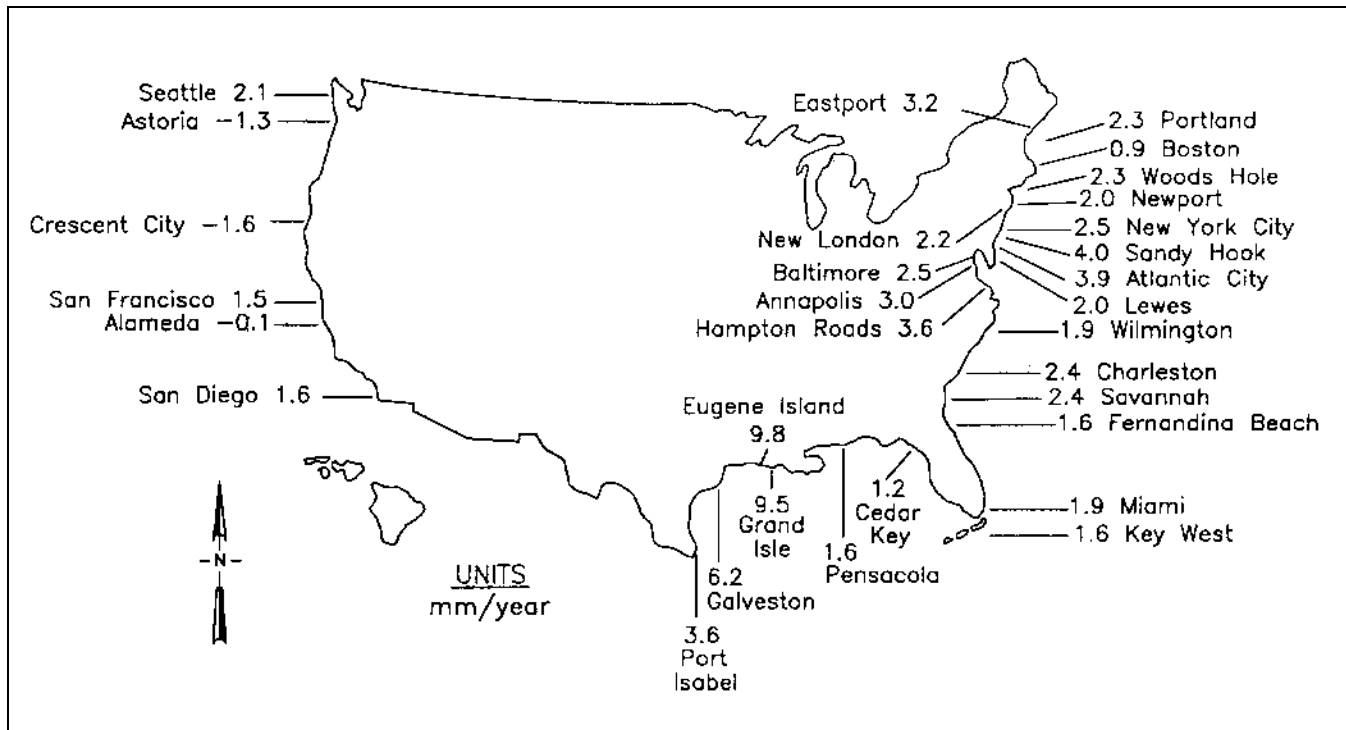 Seattle 2.1
Astoria -1.3
Crescent City -1.6
San Francisco 1.5
Alameda -0.1
San Diego 1.6
Eastport 3.2
2.3 Portland
0.9 Boston
2.3 Woods Hole
2.0 Newport
New London 2.2
2.5 New York City
4.0 Sandy Hook
Baltimore 2.5
3.9 Atlantic City
Annapolis 3.0
2.0 Lewes
Hampton Roads 3.6
1.9 Wilmington
2.4 Charleston
2.4 Savannah
1.6 Fernandina Beach
1.9 Miami
1.6 Key West
Eugene Island
9.8
9.5
Grand
Isle
1.2
Cedar
Key
1.6
Pensacola
6.2
Galveston
3.6
Port
Isabel
-N-
UNITS
mm/year